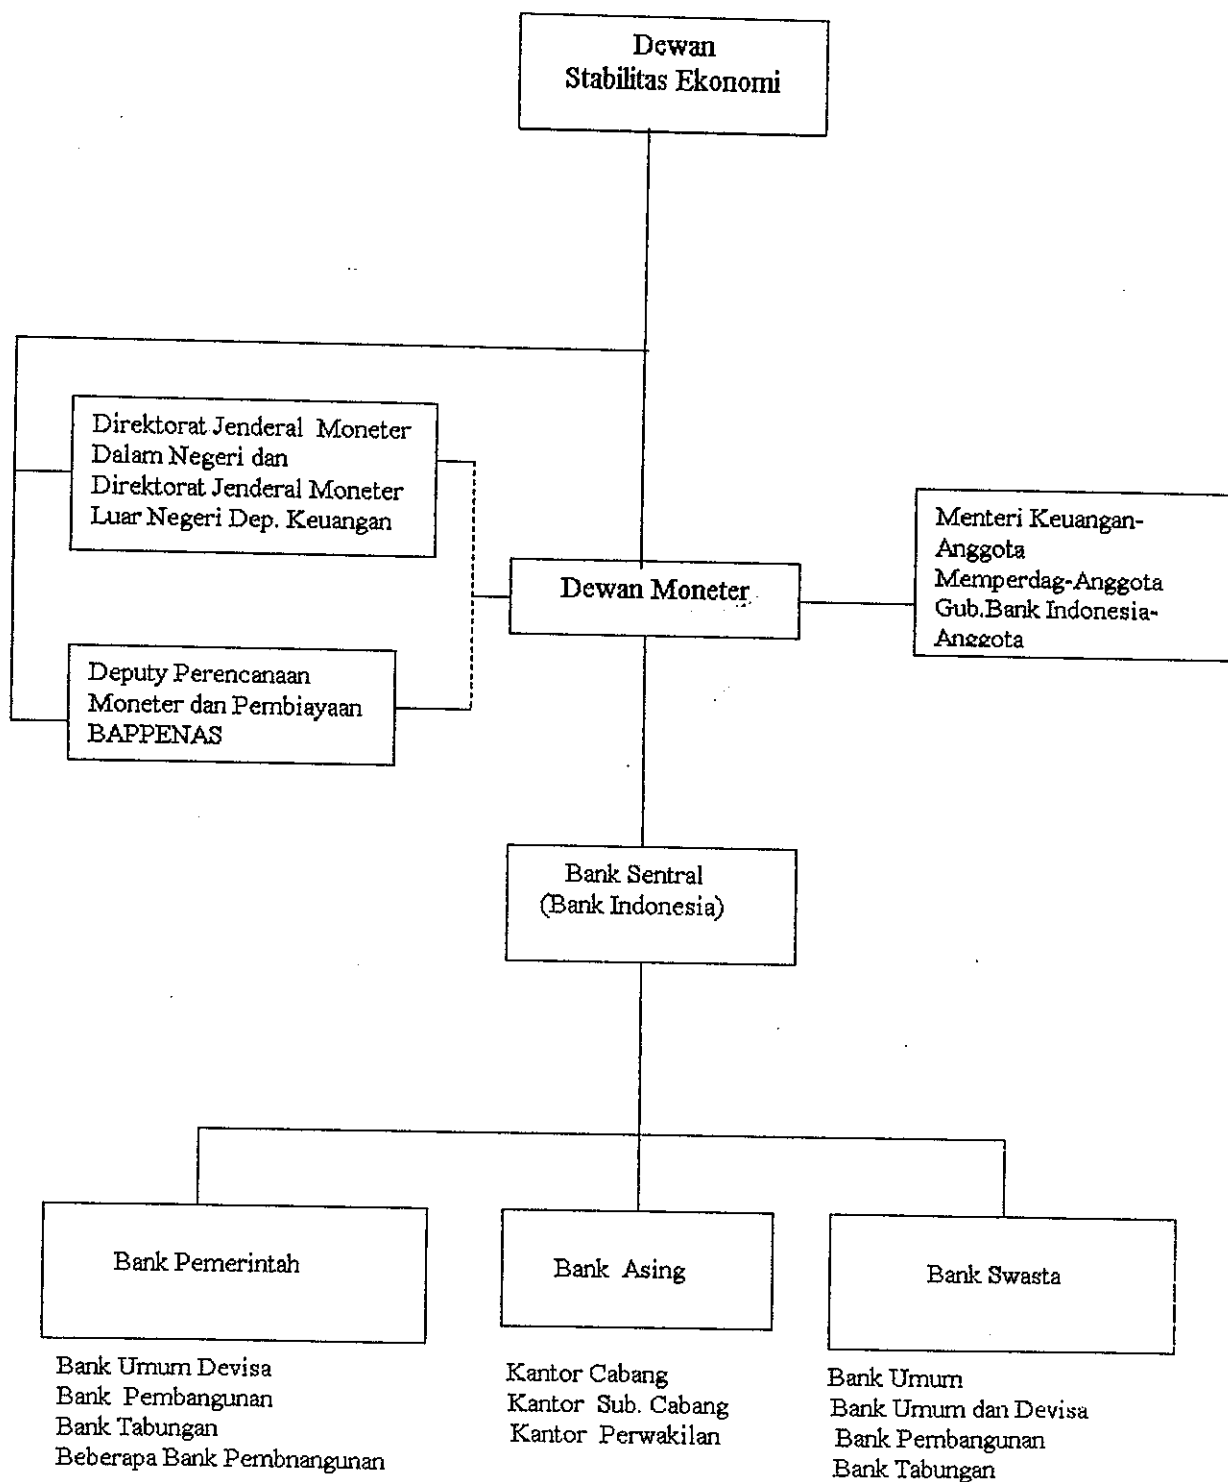 Dewan
Stabilitas Ekonomi
Direktorat Jenderal Moneter
Dalam Negeri dan
Direktorat Jenderal Moneter
Luar Negeri Dep. Keuangan
Menteri Keuangan-
Anggota
Memperdag-Anggota
Gub.Bank Indonesia-
Anggota
Dewan Moneter
Deputy Perencanaan
Moneter dan Pembiayaan
BAPPENAS
Bank Sentral
(Bank Indonesia)
Bank Pemerintah
Bank Asing
Bank Swasta
Bank Umum Devisa
Bank Pembangunan
Bank Tabungan
Beberapa Bank Pembnangunan
Kantor Cabang
Kantor Sub. Cabang
Kantor Perwakilan
Bank Umum
Bank Umum dan Devisa
Bank Pembangunan
Bank Tabungan